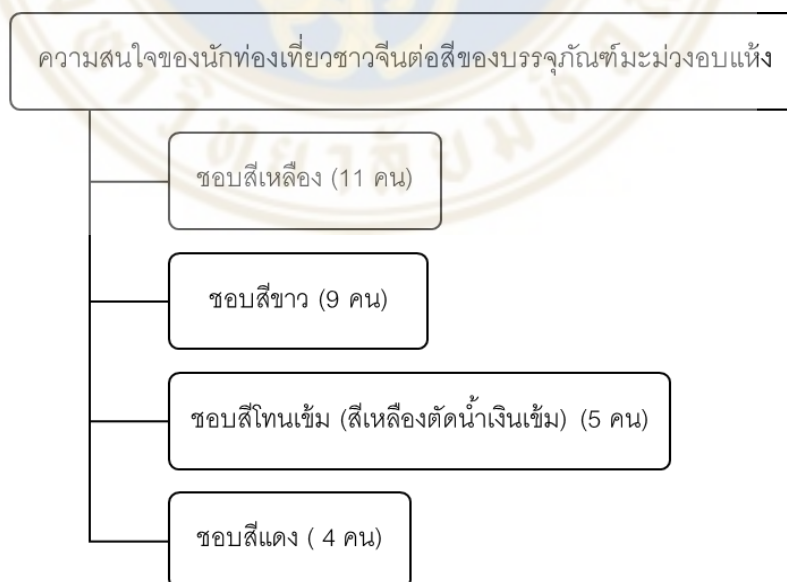 ความสนใจของนักท่องเที่ยวชาวจีนต่อสีของบรรจุภัณฑ์มะม่วงอบแห้ง
ชอบสีเหลือง (11 คน)
ชอบสีขาว (9 คน)
ชอบสีโทนเข้ม (สีเหลืองตัดน้ำเงินเข้ม) (5 คน)
ชอบสีแดง ( 4 คน)